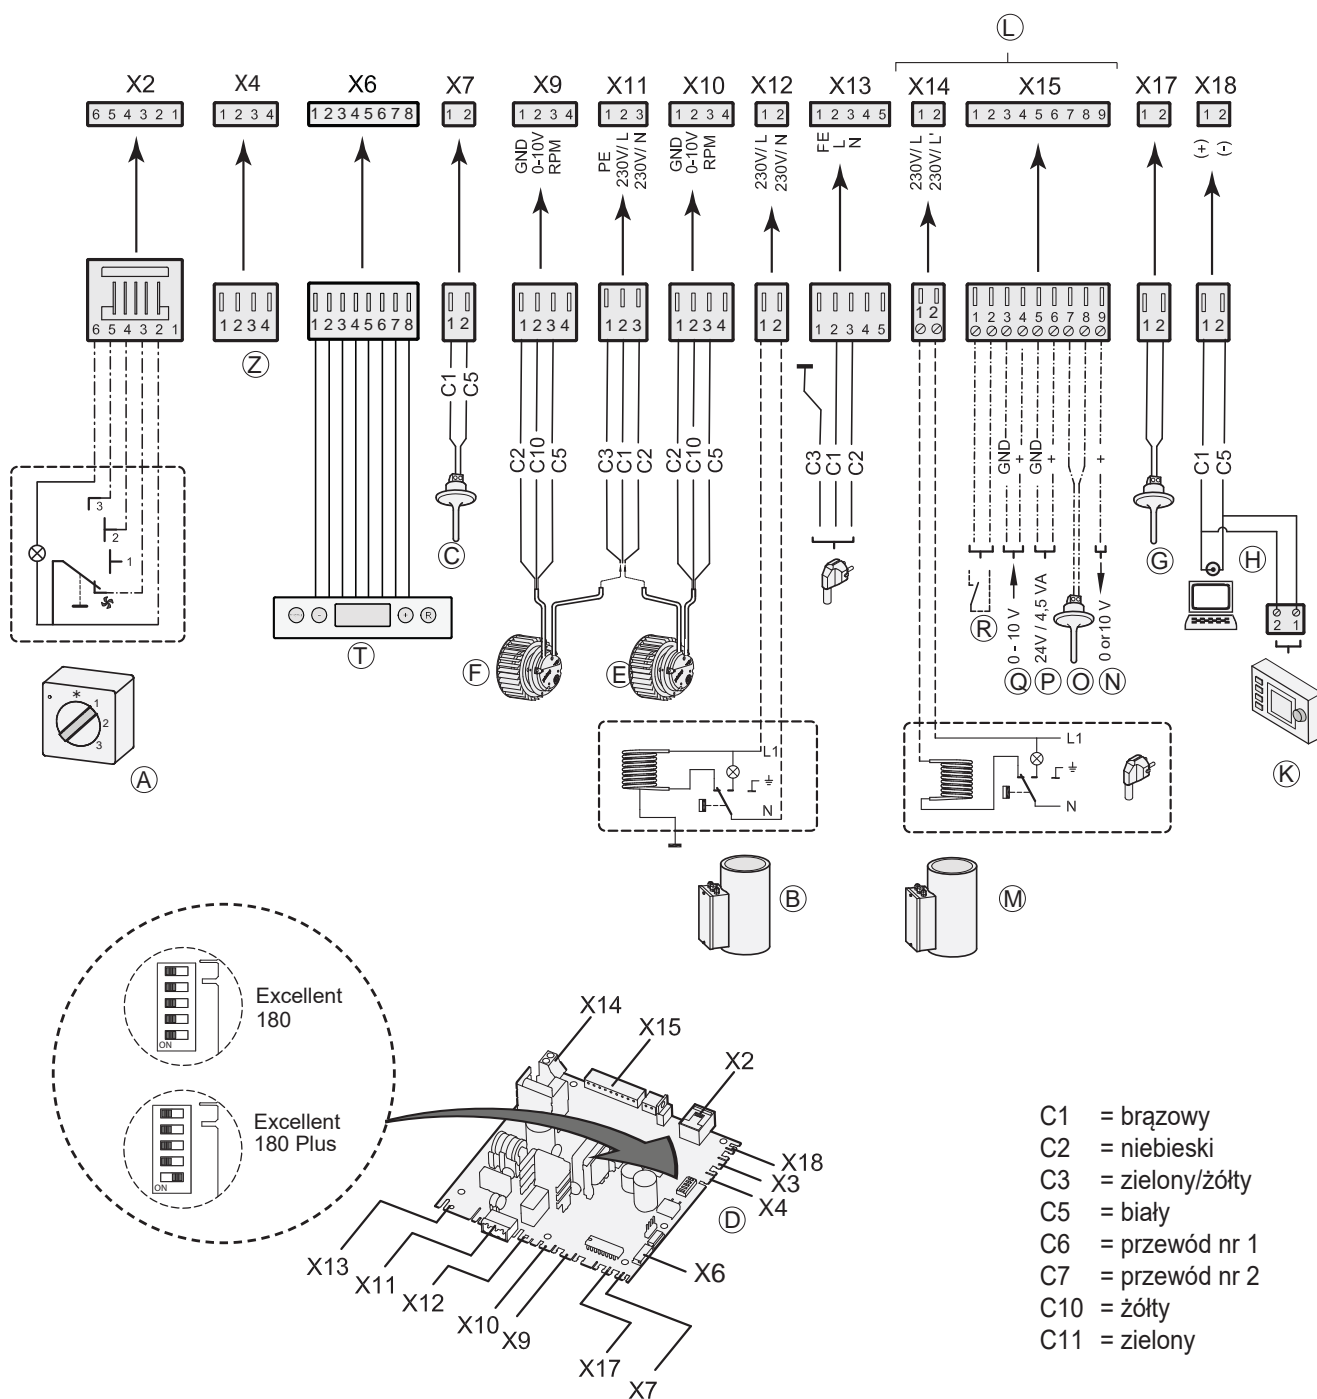 L
X2 X4 X6 X7 X9 X11 X10 X12 X13 X14 X15 X17 X18
6 5 4 3 2 1
1 2 3 4
1 2 3 4 5 6 7 8
1 2
1 2 3 4
1 2 3
1 2 3 4
1 2
1 2 3 4 5
1 2
1 2 3 4 5 6 7 8 9
1 2
1 2
GND
0-10V
RPM
PE
230V/ L
230V/ N
GND
0-10V
RPM
230V/ L
230V/ N
FE
L
N
230V/ L
230V/ L'
(+)
(-)
6 5 4 3 2 1
1 2 3 4
1 2 3 4 5 6 7 8
1 2
1 2 3 4
1 2 3
1 2 3 4
1 2
1 2 3 4 5
1 2
1 2 3 4 5 6 7 8 9
1 2
1 2
Z
C1 C5
C2 C10 C5
C3 C1 C2
C2 C10 C5
C3 C1 C2
GND + GND + +
C1 C5
3
2
1
C
G
H
- + R
T
F
E
R
0 - 10 V
Q
24V / 4,5 VA
P
O
0 or 10 V
N
2 1
* 1 2 3
A
L1
N
L1
N
K
B
M
Excellent
180
ON
Excellent
180 Plus
ON
X14
X15
X2
X18
X3
X4
D
X6
X13
X11
X12
X10
X9
X17
X7
C1 = brązowy
C2 = niebieski
C3 = zielony/żółty
C5 = biały
C6 = przewód nr 1
C7 = przewód nr 2
C10 = żółty
C11 = zielony